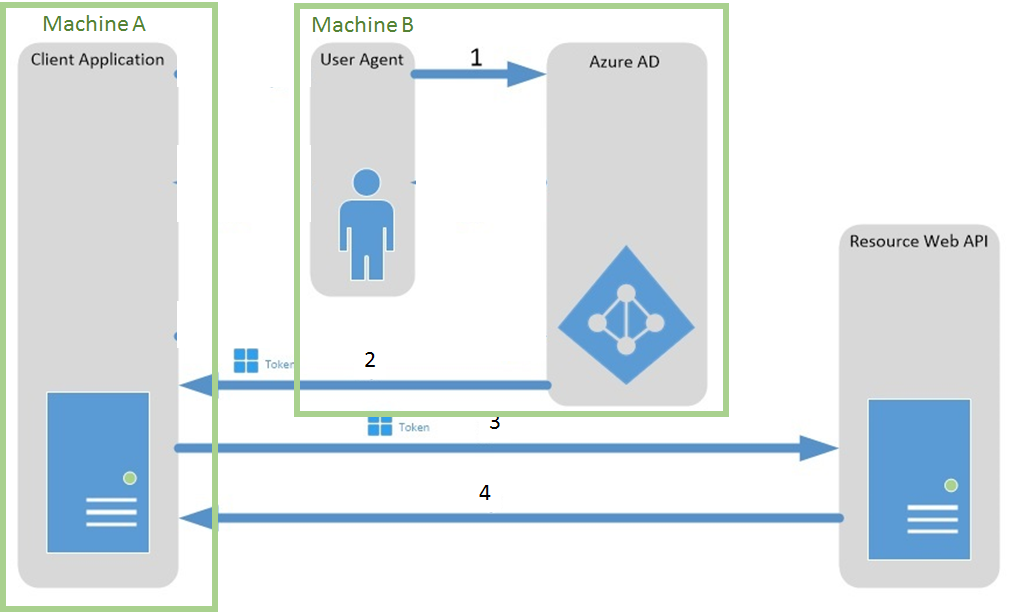 Machine A
Machine B
Client Application
User Agent
1
Azure AD
Resource Web API
2
Token
3
Token
4